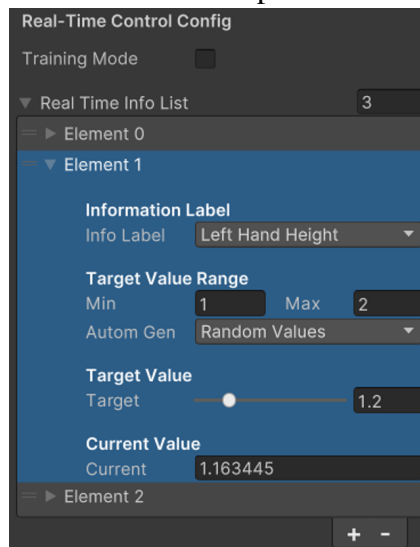 Real-Time Control Config
Training Mode
Real Time Info List 3
Element 0
Element 1
Information Label
Info Label Left Hand Height
Target Value Range
Min 1 Max 2
Autom Gen Random Values
Target Value
Target 1.2
Current Value
Current 1.163445
Element 2
+ -